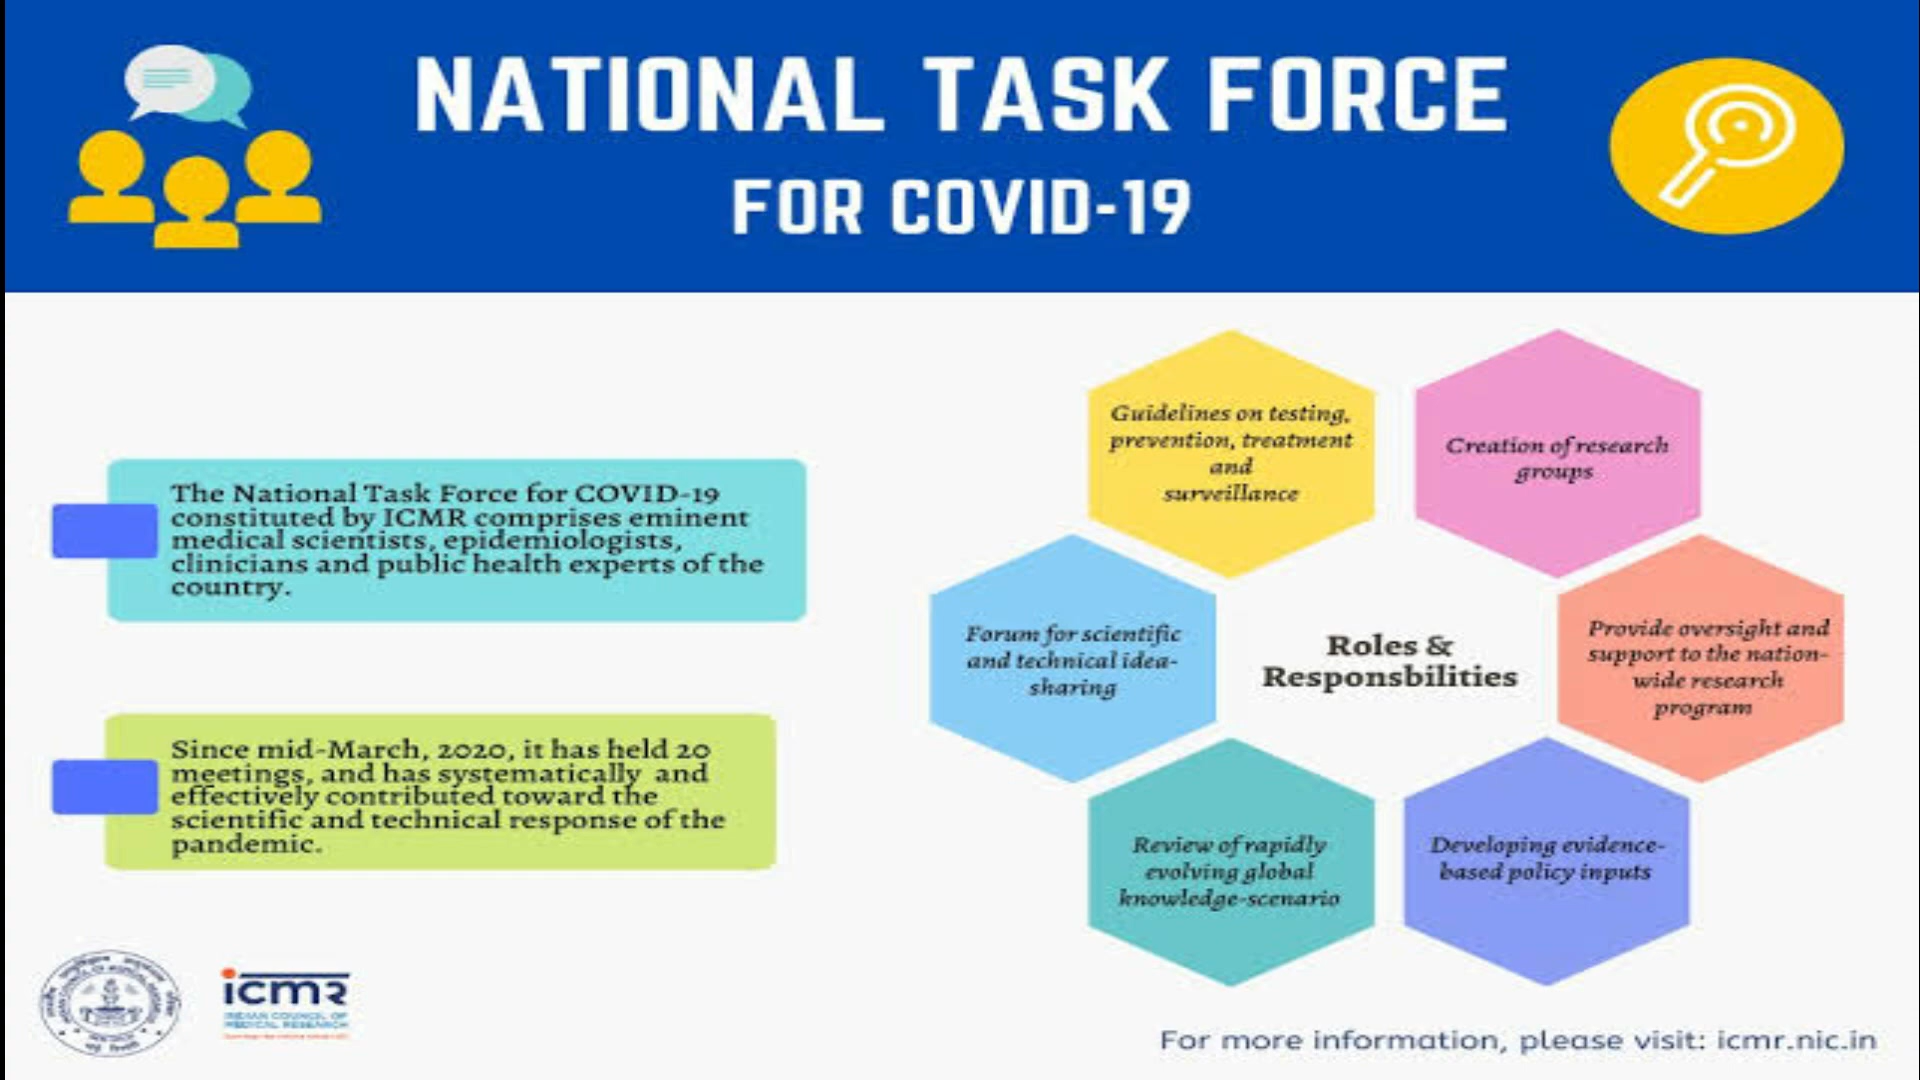 NATIONAL TASK FORCE
FOR COVID-19
The National Task Force for COVID-19
constituted by ICMR comprises eminent
medical scientists, epidemiologists,
clinicians and public health experts of the
country.
Since mid-March, 2020, it has held 20
meetings, and has systematically and
effectively contributed toward the
scientific and technical response of the
pandemic.
Guidelines on testing,
prevention, treatment
and
surveillance
Creation of research
groups
Forum for scientific
and technical idea-
sharing
Roles &
Responsbilities
Provide oversight and
support to the nation-
wide research
program
Review of rapidly
evolving global
knowledge-scenario
Developing evidence-
based policy inputs
icmr
INDIAN COUNCIL OF
MEDICAL RESEARCH
For more information, please visit: icmr.nic.in